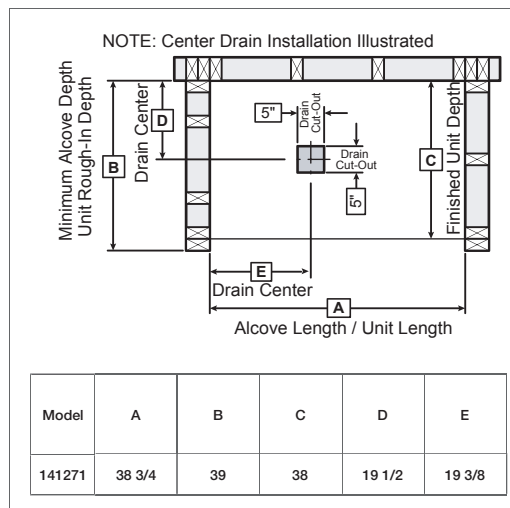 NOTE: Center Drain Installation Illustrated
Minimum Alcove Depth
Unit Rough-In Depth
B
Drain Center
D
5"
Drain
Cut-Out
Drain
Cut-Out
5"
C
Finished Unit Depth
E
Drain Center
A
Alcove Length / Unit Length
Model A B C D E
141271 38 3/4 39 38 19 1/2 19 3/8